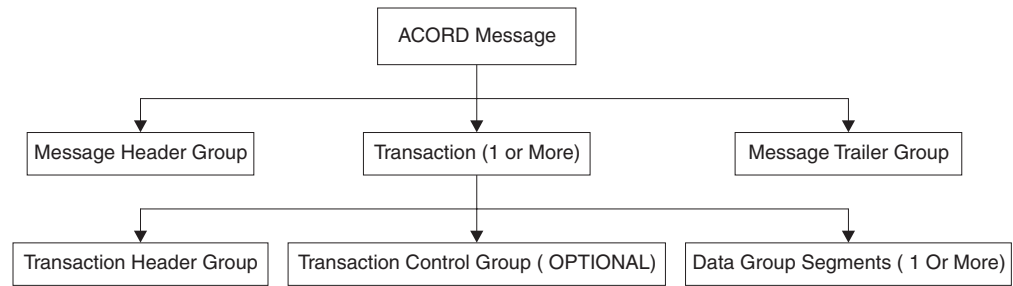 ACORD Message
Message Header Group
Transaction (1 or More)
Message Trailer Group
Transaction Header Group
Transaction Control Group ( OPTIONAL)
Data Group Segments ( 1 Or More)